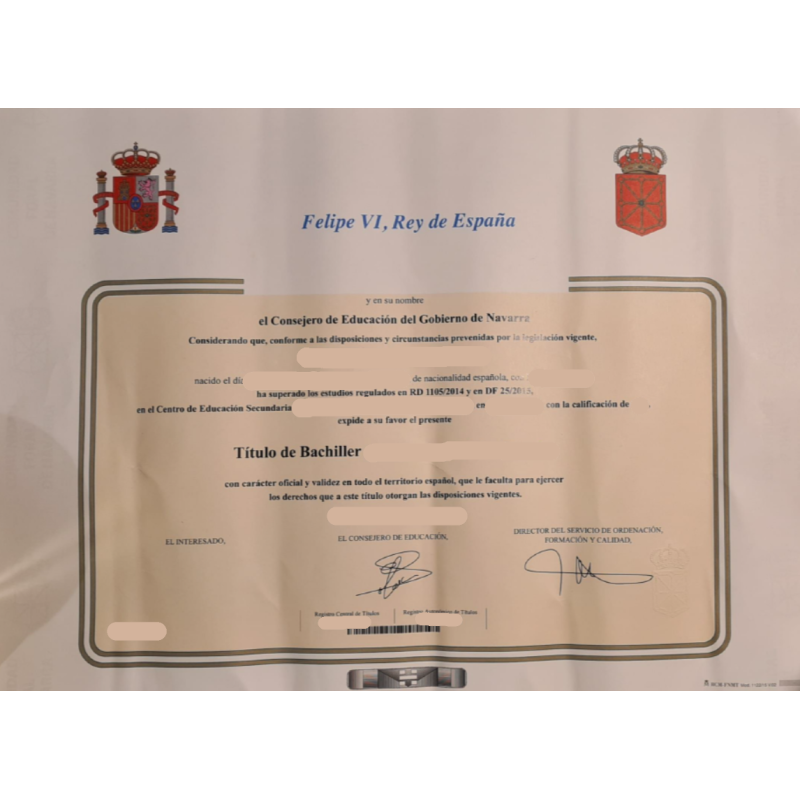 Felipe VI, Rey de España
y en su nombre
el Consejero de Educación del Gobierno de Navarra
Considerando que, conforme a las disposiciones y circunstancias prevenidas por la legislación vigente,
nacido el día de nacionalidad española,
ha superado los estudios regulados en RD 1105/2014 y en DF 25/2015,
en el Centro de Educación Secundaria en con la calificación de .
expide a su favor el presente
Título de Bachiller
con carácter oficial y validez en todo el territorio español, que le faculta para ejercer
los derechos que a este título otorgan las disposiciones vigentes.
EL INTERESADO,
EL CONSEJERO DE EDUCACIÓN,
DIRECTOR DEL SERVICIO DE ORDENACIÓN,
FORMACIÓN Y CALIDAD,
Registro Central de Títulos
Registro Autonómico de Títulos